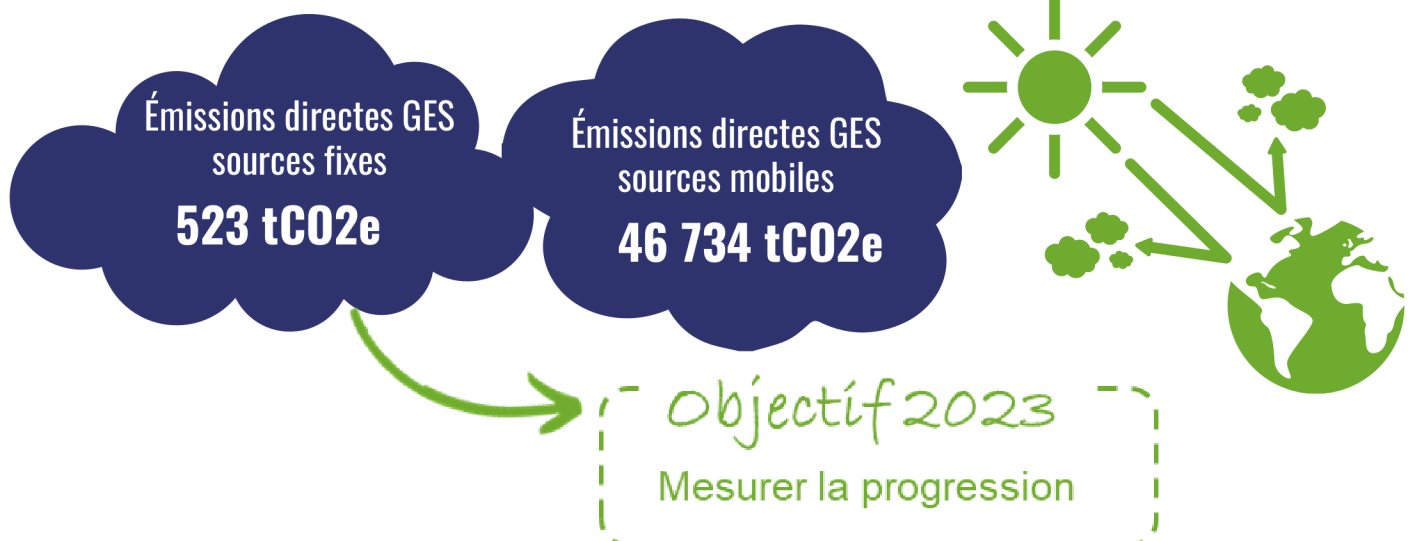 Émissions directes GES
sources fixes
523 tCO2e
Émissions directes GES
sources mobiles
46 734 tCO2e
Objectif 2023
Mesurer la progression